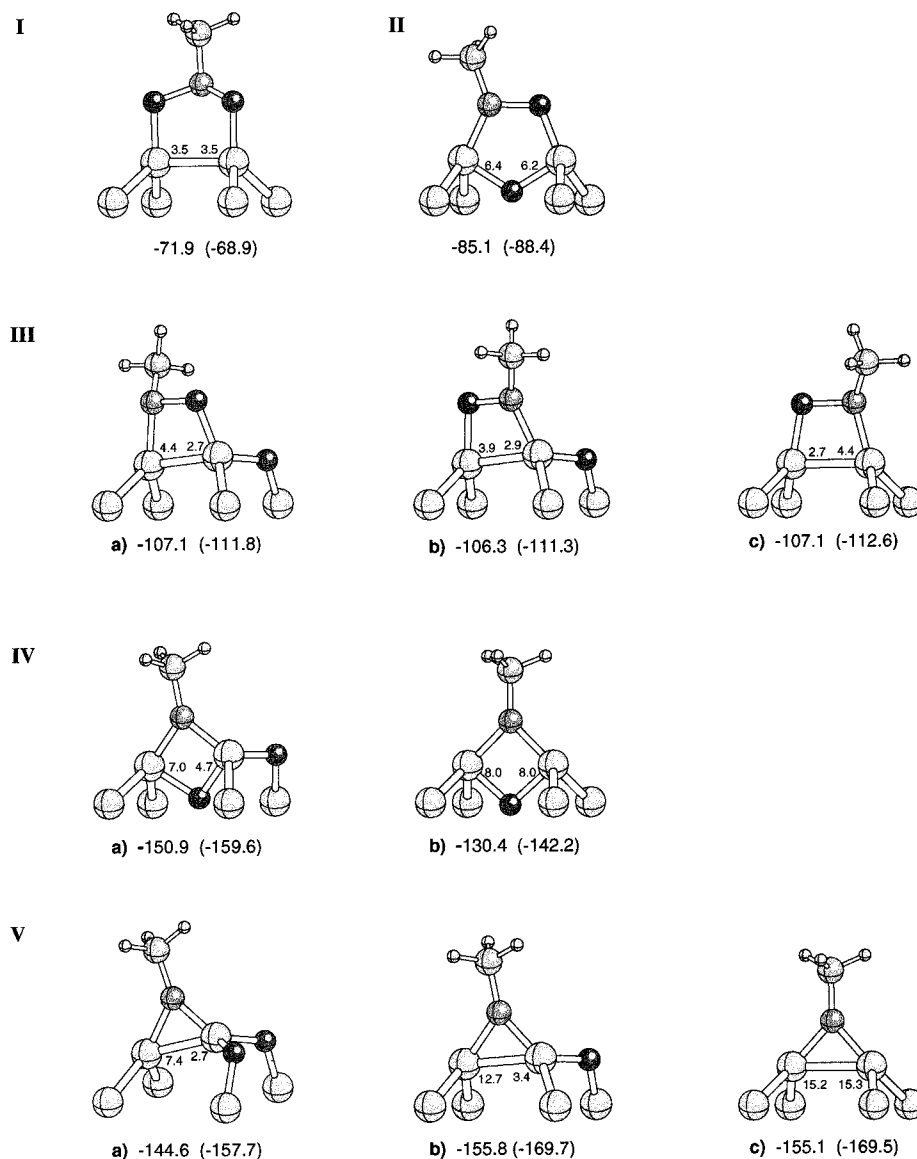 I
II
3.5 3.5
6.4 6.2
-71.9 (-68.9)
-85.1 (-88.4)
III
4.4 2.7
3.9 2.9
2.7 4.4
a) -107.1 (-111.8)
b) -106.3 (-111.3)
c) -107.1 (-112.6)
IV
7.0 4.7
8.0 8.0
a) -150.9 (-159.6)
b) -130.4 (-142.2)
V
7.4 2.7
12.7 3.4
15.2 15.3
a) -144.6 (-157.7)
b) -155.8 (-169.7)
c) -155.1 (-169.5)